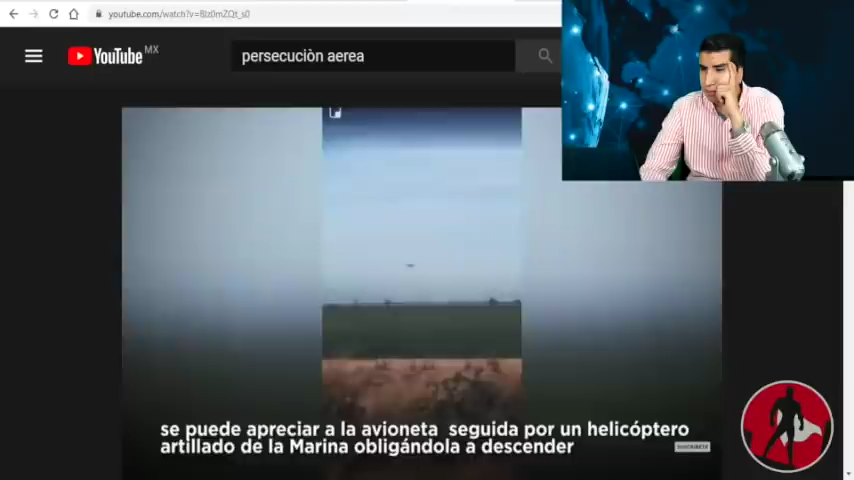 youtube.com/watch?v=8lz0mZQt_s0
YouTube MX
persecuciòn aerea
se puede apreciar a la avioneta seguida por un helicóptero
artillado de la Marina obligándola a descender
SUSCRIBETE